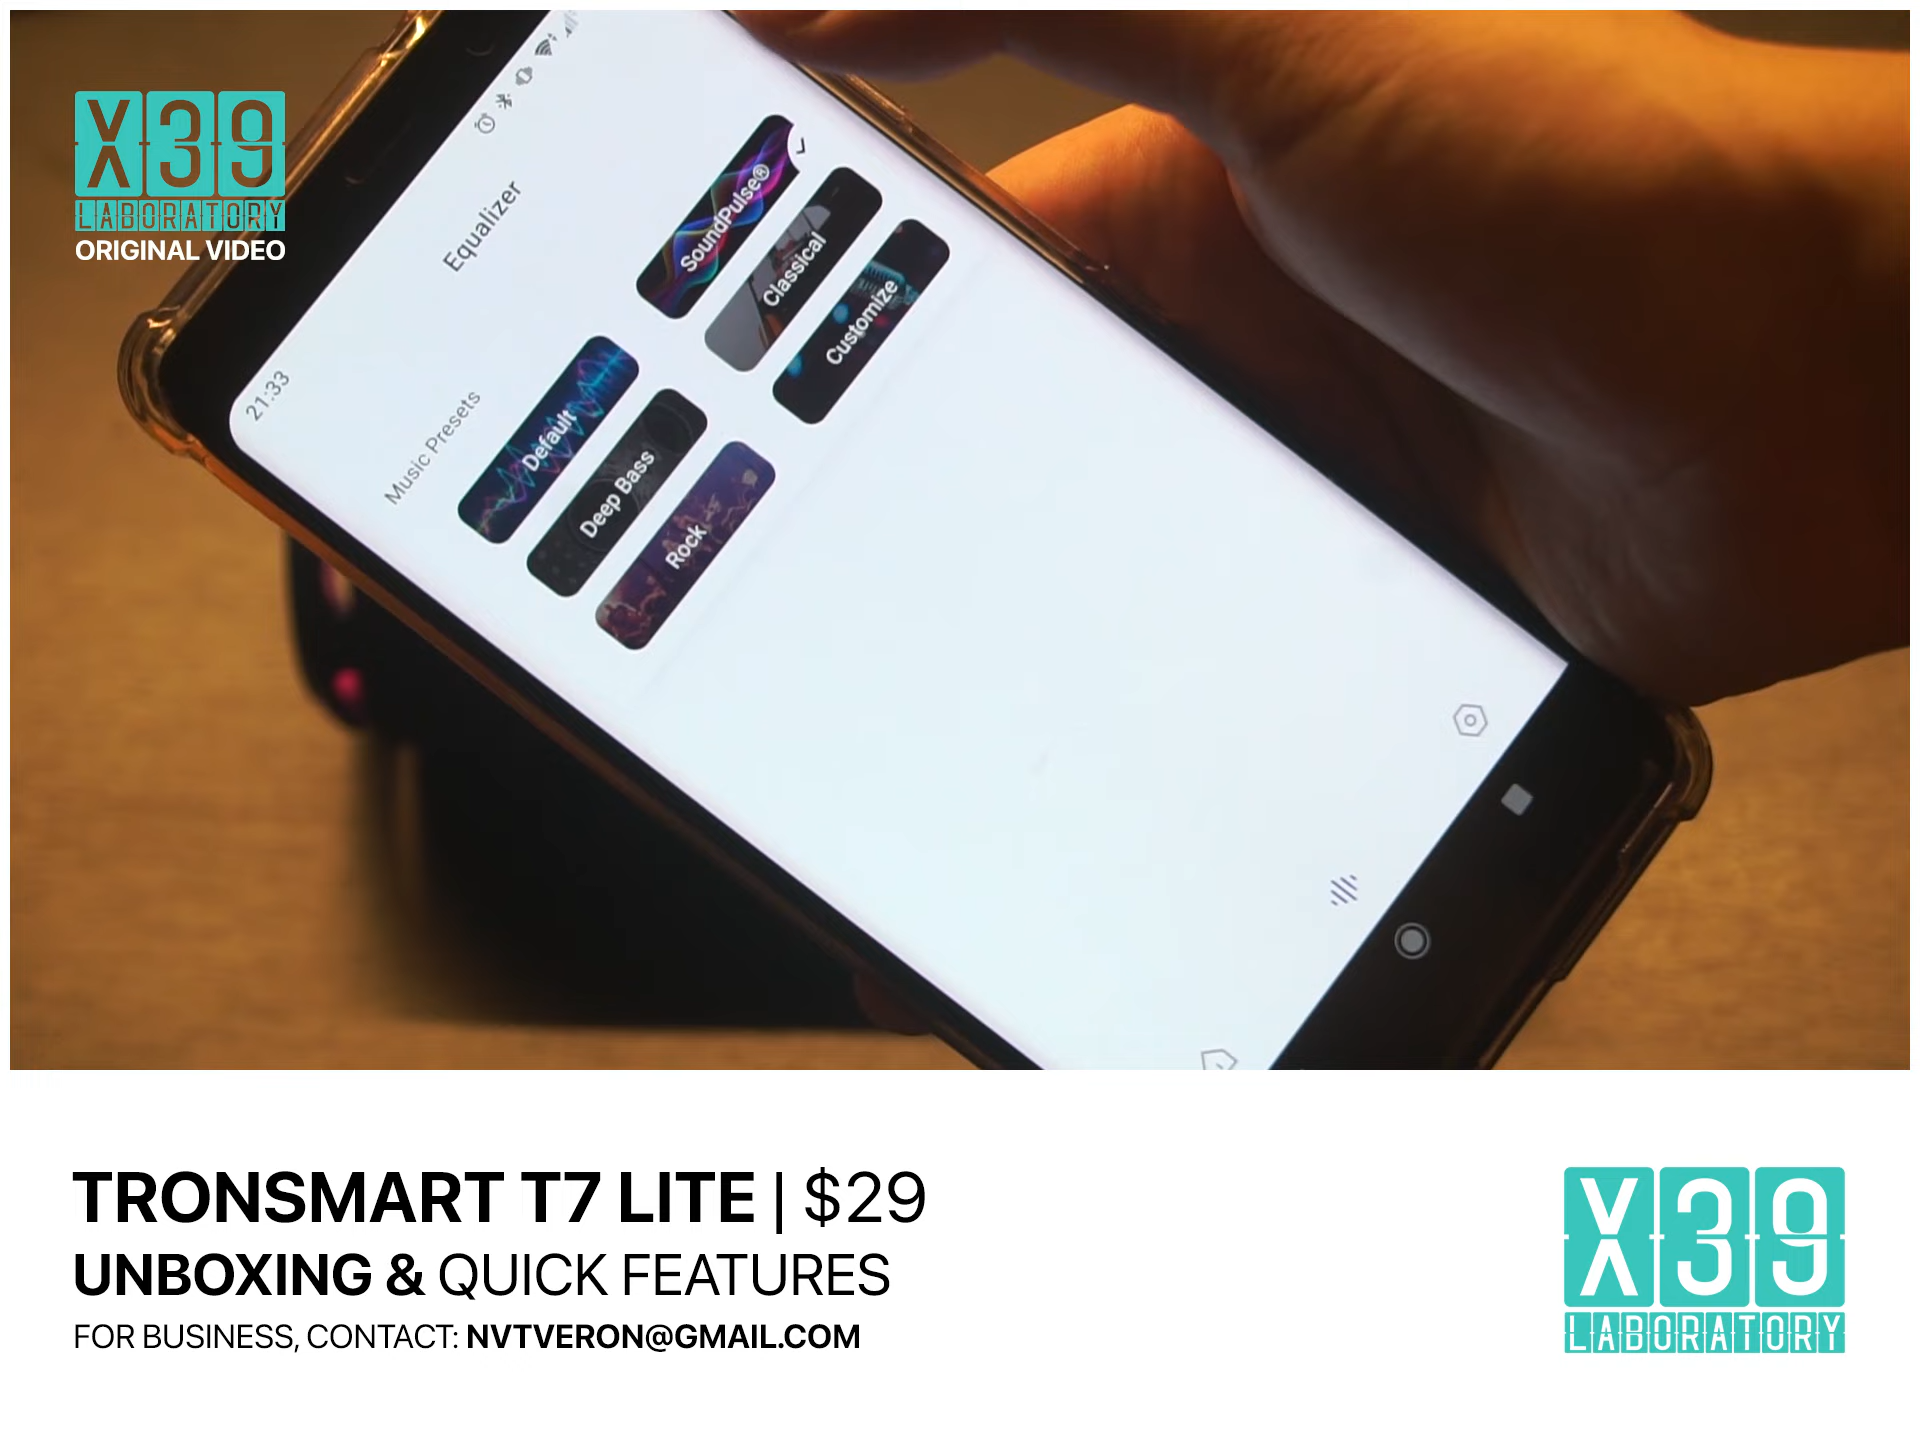 X39
LABORATORY
ORIGINAL VIDEO
21:33
Equalizer
Music Presets
Default
SoundPulse®
Deep Bass
Classical
Rock
Customize
TRONSMART T7 LITE | $29
UNBOXING & QUICK FEATURES
FOR BUSINESS, CONTACT: NVTVERON@GMAIL.COM
X39
LABORATORY